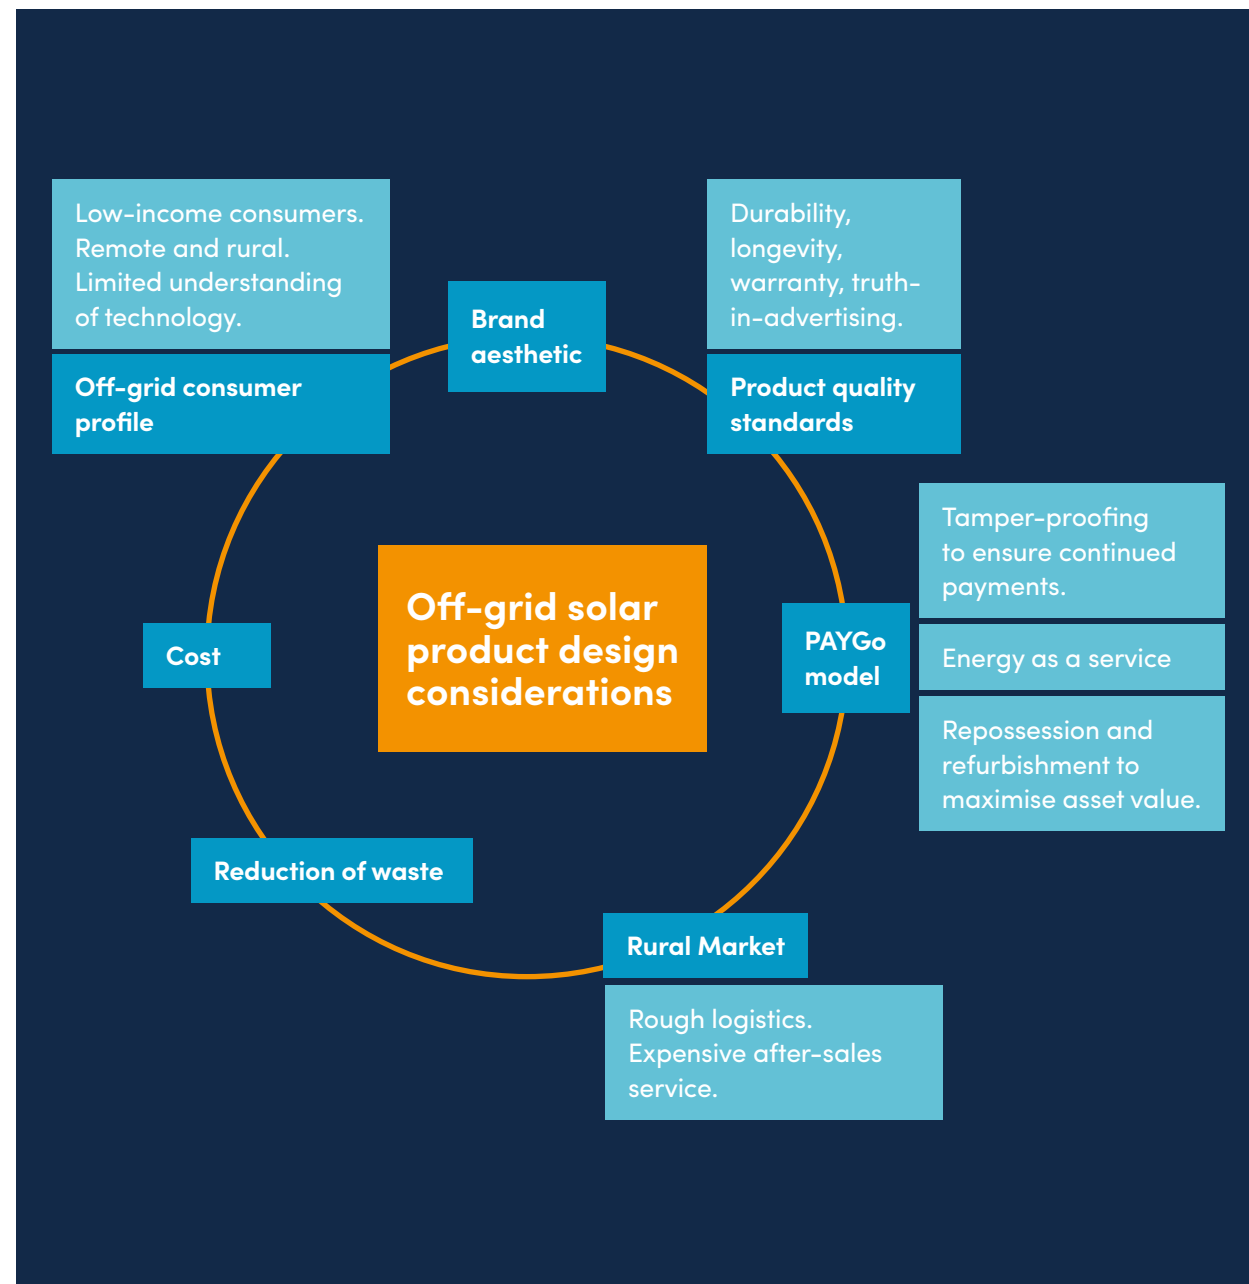 Low-income consumers.
Remote and rural.
Limited understanding
of technology.
Off-grid consumer
profile
Brand
aesthetic
Durability,
longevity,
warranty, truth-
in-advertising.
Product quality
standards
Tamper-proofing
to ensure continued
payments.
PAYGo
model
Energy as a service
Repossession and
refurbishment to
maximise asset value.
Off-grid solar
product design
considerations
Cost
Reduction of waste
Rural Market
Rough logistics.
Expensive after-sales
service.